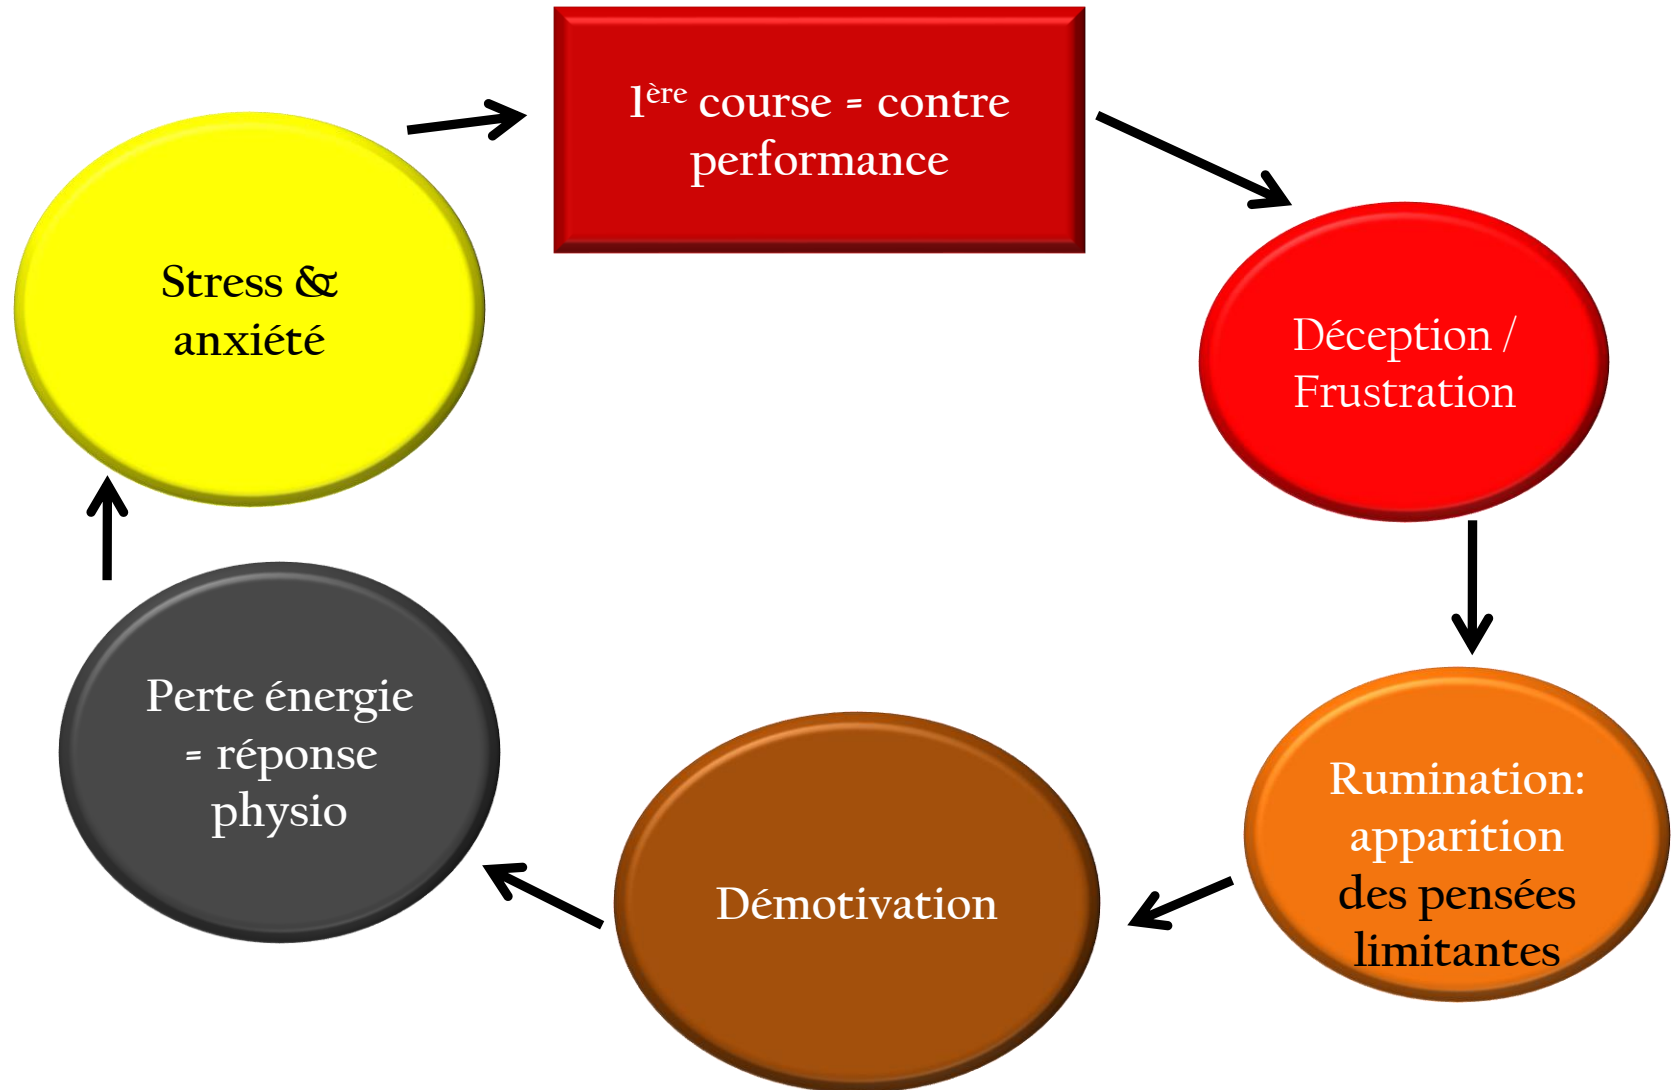 1ère course = contre
performance
Déception /
Frustration
Rumination:
apparition
des pensées
limitantes
Démotivation
Perte énergie
= réponse
physio
Stress &
anxiété